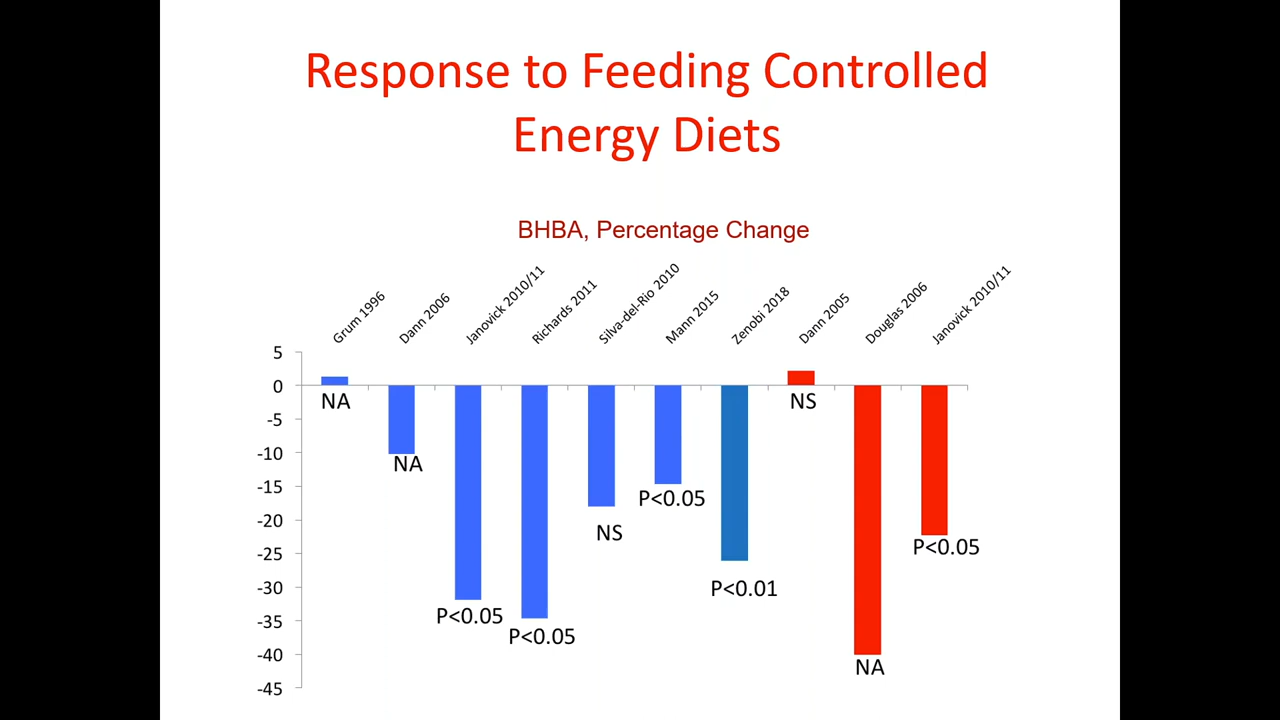 Response to Feeding Controlled
Energy Diets
BHBA, Percentage Change
Grum 1996
Dann 2006
Janovick 2010/11
Richards 2011
Silva-del-Rio 2010
Mann 2015
Zenobi 2018
Dann 2005
Douglas 2006
Janovick 2010/11
5
0
-5
-10
-15
-20
-25
-30
-35
-40
-45
NA
NA
P<0.05
P<0.05
NS
P<0.05
P<0.01
NS
NA
P<0.05